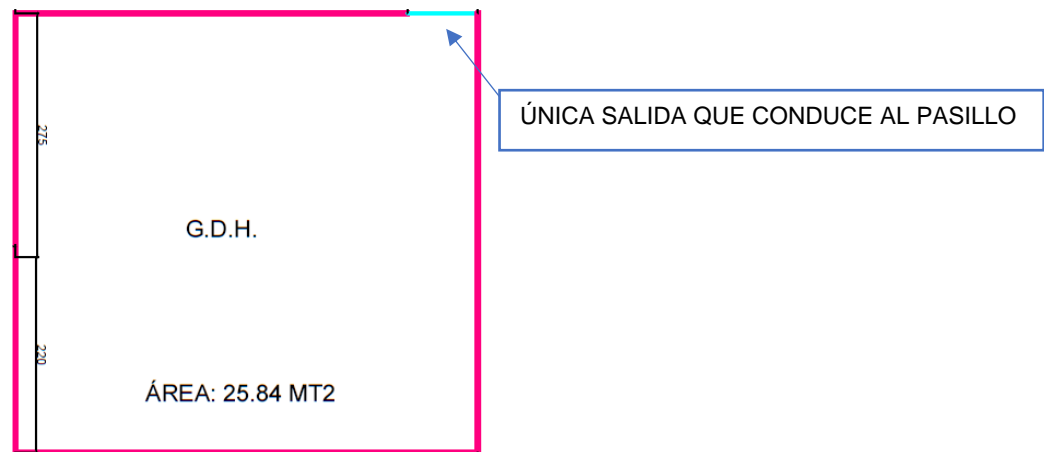 ÚNICA SALIDA QUE CONDUCE AL PASILLO
275
G.D.H.
220
ÁREA: 25.84 MT2